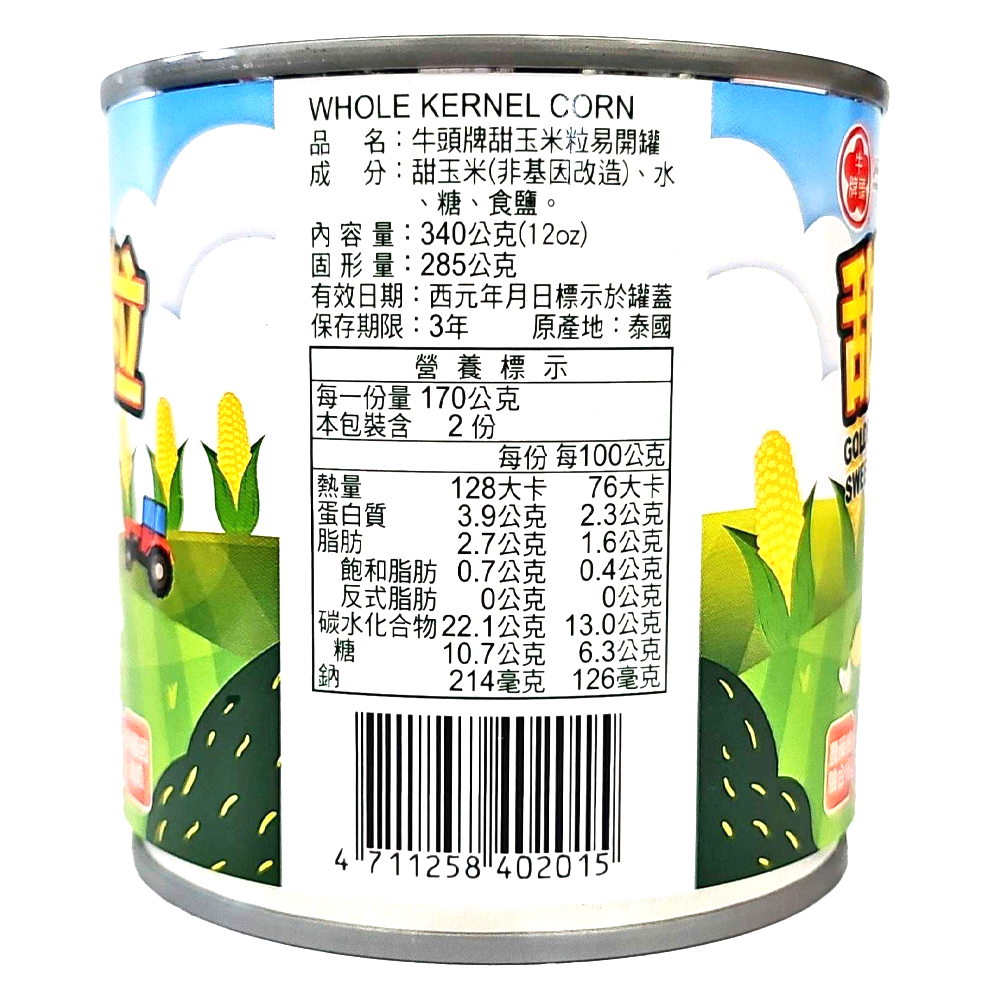 WHOLE KERNEL CORN
品 名：牛頭牌甜玉米粒易開罐
成 分：甜玉米(非基因改造)、水
、糖、食鹽。
內容量：340公克(12oz)
固形量：285公克
有效日期：西元年月日標示於罐蓋
保存期限：3年 原產地：泰國
營養標示
每一份量 170公克
本包裝含 2份
每份 每100公克
熱量 128大卡 76大卡
蛋白質 3.9公克 2.3公克
脂肪 2.7公克 1.6公克
飽和脂肪 0.7公克 0.4公克
反式脂肪 0公克 0公克
碳水化合物 22.1公克 13.0公克
糖 10.7公克 6.3公克
鈉 214毫克 126毫克
4 711258 402015
粒
甜
GOLD
SWE